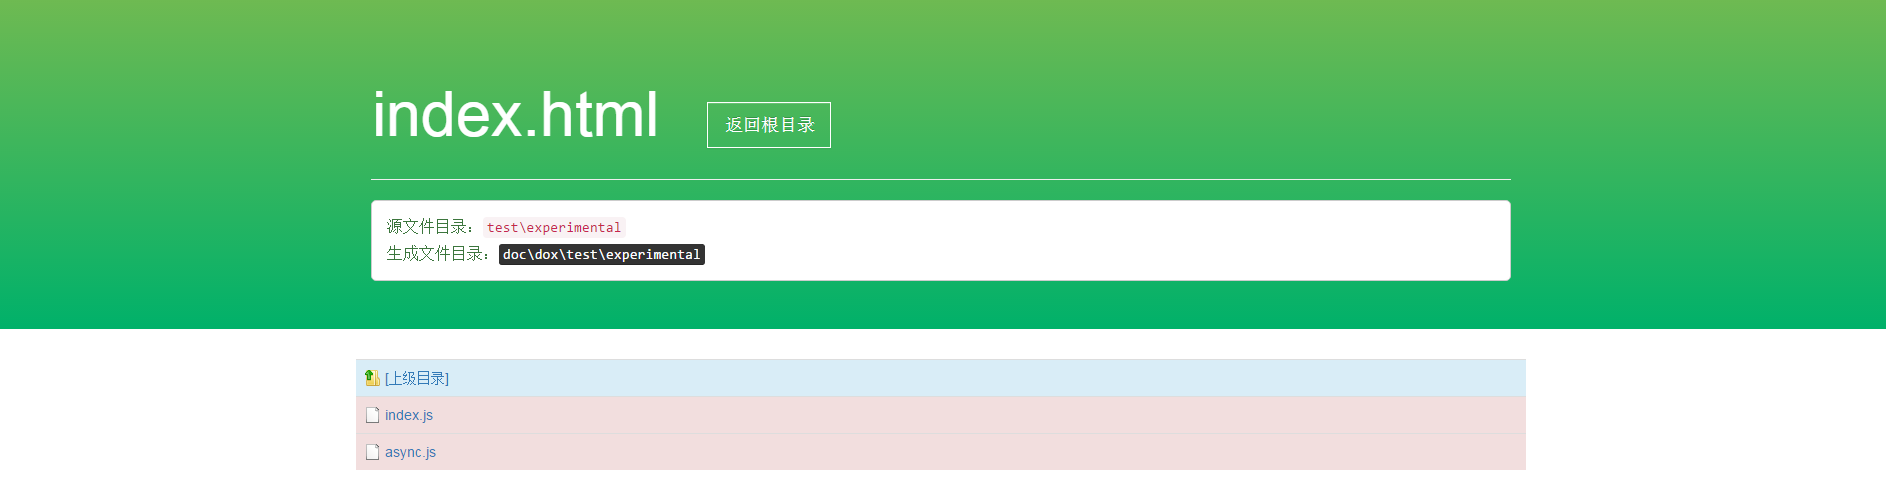 index.html 返回根目录
源文件目录：test\experimental
生成文件目录：doc\dox\test\experimental
[上级目录]
index.js
async.js